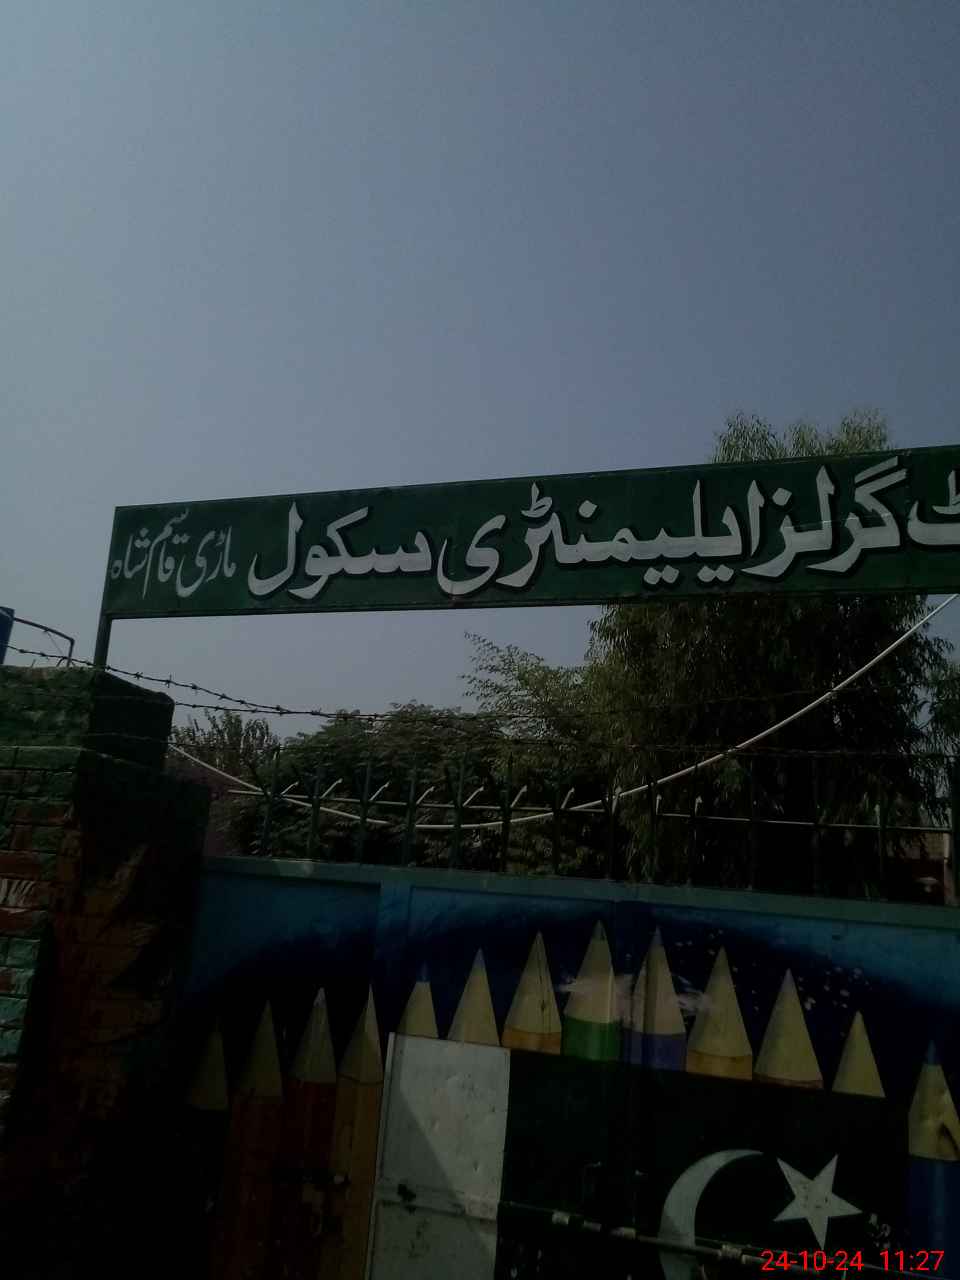 گرلز ایلیمنٹری سکول ماڑی قاسم شاہ
24-10-24 11:27